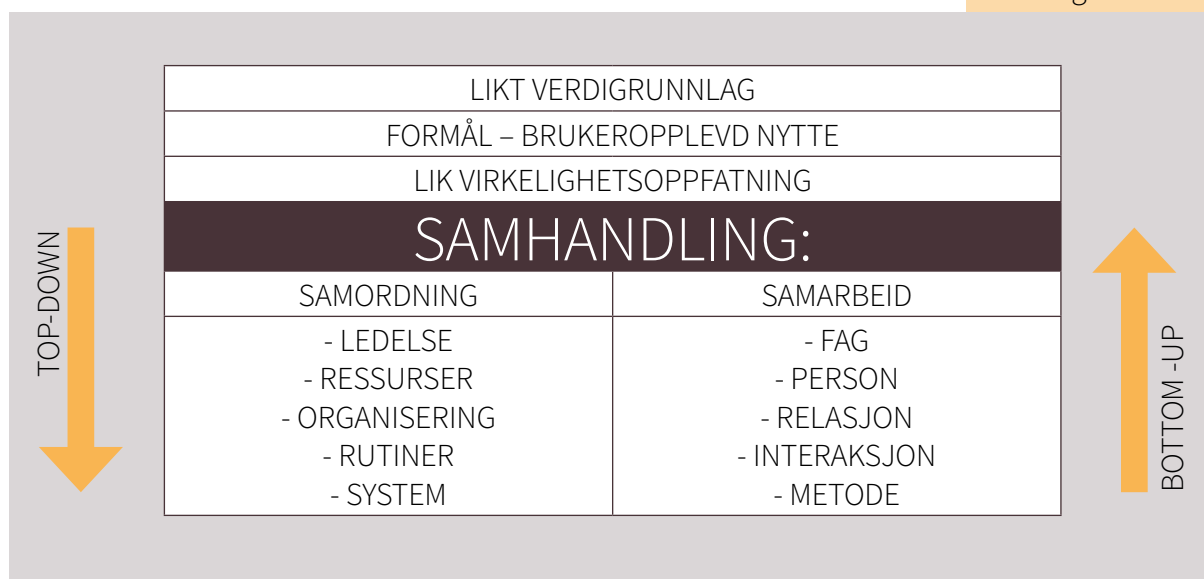 LIKT VERDIGRUNNLAG
FORMÅL – BRUKEROPPLEVD NYTTE
LIK VIRKELIGHETSOPPFATNING
SAMHANDLING:
TOP-DOWN
SAMORDNING
- LEDELSE
- RESSURSER
- ORGANISERING
- RUTINER
- SYSTEM
SAMARBEID
- FAG
- PERSON
- RELASJON
- INTERAKSJON
- METODE
BOTTOM -UP